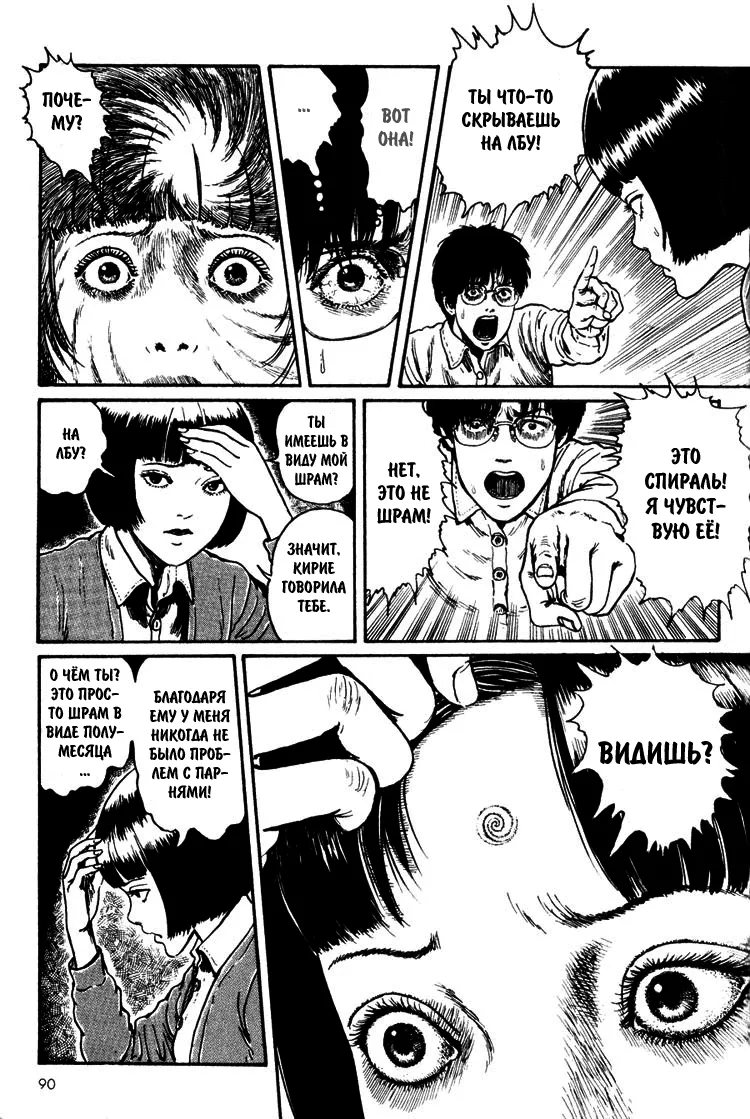 ПОЧЕ-
МУ?
...
ВОТ
ОНА!
ТЫ ЧТО-ТО
СКРЫВАЕШЬ
НА ЛБУ!
НА
ЛБУ?
ТЫ
ИМЕЕШЬ В
ВИДУ МОЙ
ШРАМ?
ЗНАЧИТ,
КИРИЕ
ГОВОРИЛА
ТЕБЕ.
НЕТ,
ЭТО НЕ
ШРАМ!
ЭТО
СПИРАЛЬ!
Я ЧУВСТ-
ВУЮ ЕЁ!
О ЧЁМ ТЫ?
ЭТО ПРОС-
ТО ШРАМ В
ВИДЕ ПОЛУ-
МЕСЯЦА
...
БЛАГОДАРЯ
ЕМУ У МЕНЯ
НИКОГДА НЕ
БЫЛО ПРОБ-
ЛЕМ С ПАР-
НЯМИ!
ВИДИШЬ?
90